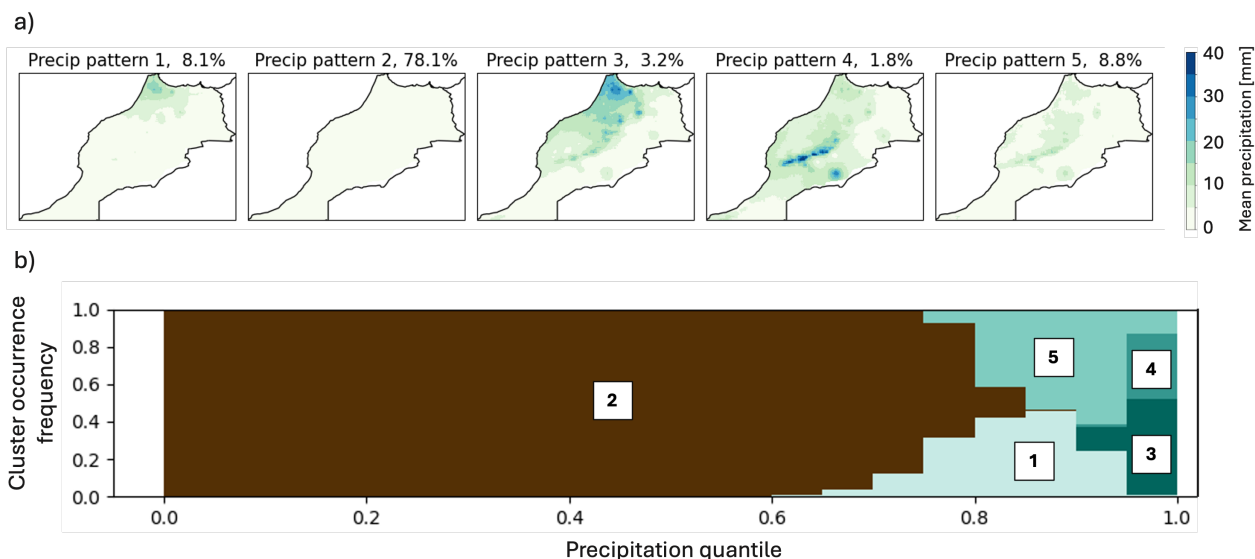 a)
Precip pattern 1, 8.1%
Precip pattern 2, 78.1%
Precip pattern 3, 3.2%
Precip pattern 4, 1.8%
Precip pattern 5, 8.8%
40
30
20
10
0
Mean precipitation [mm]
b)
Cluster occurrence
frequency
1.0
0.8
0.6
0.4
0.2
0.0
2
5
4
1
3
0.0
0.2
0.4
0.6
0.8
1.0
Precipitation quantile